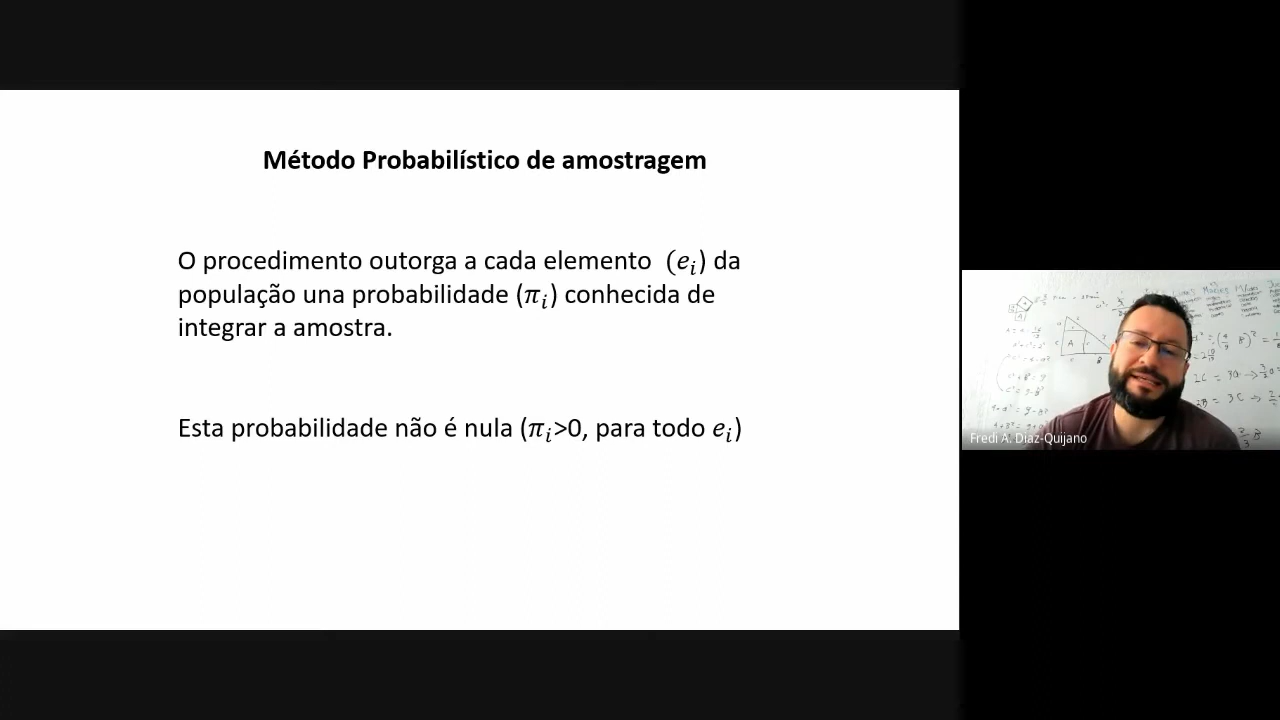 Método Probabilístico de amostragem
O procedimento outorga a cada elemento (eᵢ) da
população una probabilidade (πᵢ) conhecida de
integrar a amostra.
Esta probabilidade não é nula (πᵢ>0, para todo eᵢ)
Fredi A. Diaz-Quijano